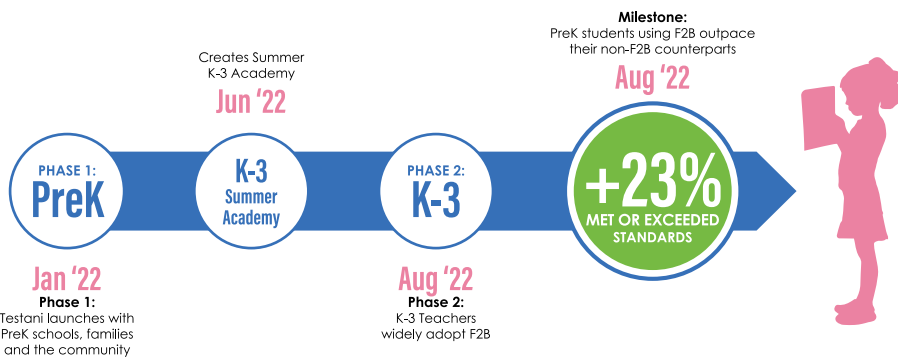 Milestone:
PreK students using F2B outpace
their non-F2B counterparts
Aug ‘22
Creates Summer
K-3 Academy
Jun ‘22
PHASE 1:
PreK
K-3
Summer
Academy
PHASE 2:
K-3
+23%
MET OR EXCEEDED
STANDARDS
Jan ‘22
Phase 1:
Testani launches with
PreK schools, families
and the community
Aug ‘22
Phase 2:
K-3 Teachers
widely adopt F2B